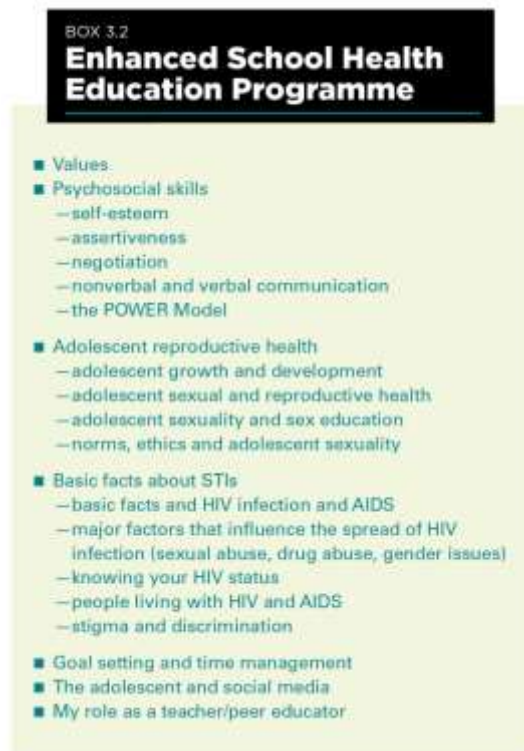 BOX 3.2
Enhanced School Health
Education Programme
■ Values
■ Psychosocial skills
—self-esteem
—assertiveness
—negotiation
—nonverbal and verbal communication
—the POWER Model
■ Adolescent reproductive health
—adolescent growth and development
—adolescent sexual and reproductive health
—adolescent sexuality and sex education
—norms, ethics and adolescent sexuality
■ Basic facts about STIs
—basic facts and HIV infection and AIDS
—major factors that influence the spread of HIV
infection (sexual abuse, drug abuse, gender issues)
—knowing your HIV status
—people living with HIV and AIDS
—stigma and discrimination
■ Goal setting and time management
■ The adolescent and social media
■ My role as a teacher/peer educator